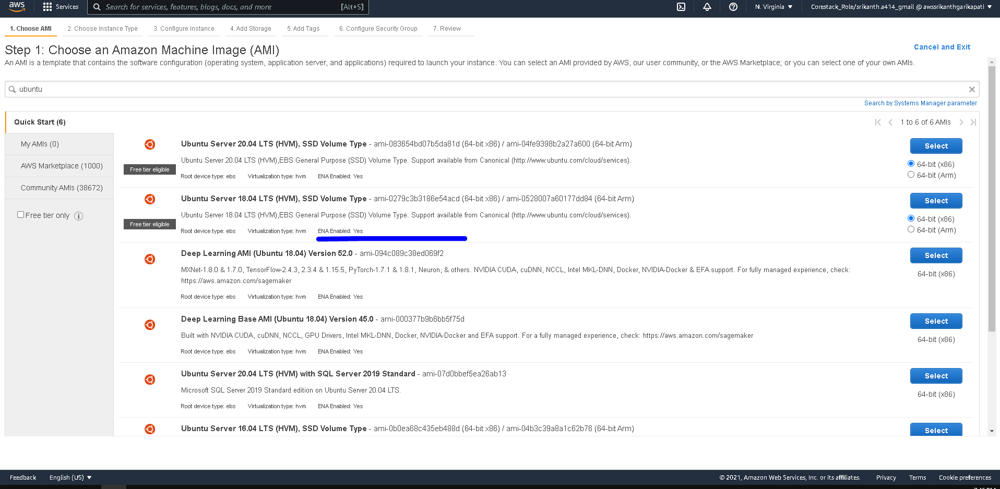 aws Services Search for services, features, blogs, docs, and more [Alt+S] N. Virginia Corestack_Role/srikanth.a414_gmail @ awssrikanthgarikapati
1. Choose AMI 2. Choose Instance Type 3. Configure Instance 4. Add Storage 5. Add Tags 6. Configure Security Group 7. Review
Step 1: Choose an Amazon Machine Image (AMI)
Cancel and Exit
An AMI is a template that contains the software configuration (operating system, application server, and applications) required to launch your instance. You can select an AMI provided by AWS, our user community, or the AWS Marketplace; or you can select one of your own AMIs.
ubuntu
Search by Systems Manager parameter
Quick Start (6)
1 to 6 of 6 AMIs
My AMIs (0)
AWS Marketplace (1000)
Community AMIs (38672)
Free tier only
Ubuntu Server 20.04 LTS (HVM), SSD Volume Type - ami-083654bd07b5da81d (64-bit x86) / ami-04fe9398b2a27a600 (64-bit Arm)
Ubuntu Server 20.04 LTS (HVM),EBS General Purpose (SSD) Volume Type. Support available from Canonical (http://www.ubuntu.com/cloud/services).
Free tier eligible
Root device type: ebs Virtualization type: hvm ENA Enabled: Yes
Select
64-bit (x86)
64-bit (Arm)
Ubuntu Server 18.04 LTS (HVM), SSD Volume Type - ami-0279c3b3186e54acd (64-bit x86) / ami-0528007a60177dd84 (64-bit Arm)
Ubuntu Server 18.04 LTS (HVM),EBS General Purpose (SSD) Volume Type. Support available from Canonical (http://www.ubuntu.com/cloud/services).
Free tier eligible
Root device type: ebs Virtualization type: hvm ENA Enabled: Yes
Select
64-bit (x86)
64-bit (Arm)
Deep Learning AMI (Ubuntu 18.04) Version 52.0 - ami-094c089c38ed069f2
MXNet-1.8.0 & 1.7.0, TensorFlow-2.4.3, 2.3.4 & 1.15.5, PyTorch-1.7.1 & 1.8.1, Neuron, & others. NVIDIA CUDA, cuDNN, NCCL, Intel MKL-DNN, Docker, NVIDIA-Docker & EFA support. For fully managed experience, check:
https://aws.amazon.com/sagemaker
Root device type: ebs Virtualization type: hvm ENA Enabled: Yes
Select
64-bit (x86)
Deep Learning Base AMI (Ubuntu 18.04) Version 45.0 - ami-000377b9b6bb5f75d
Built with NVIDIA CUDA, cuDNN, NCCL, GPU Drivers, Intel MKL-DNN, Docker, NVIDIA-Docker and EFA support. For a fully managed experience, check: https://aws.amazon.com/sagemaker
Root device type: ebs Virtualization type: hvm ENA Enabled: Yes
Select
64-bit (x86)
Ubuntu Server 20.04 LTS (HVM) with SQL Server 2019 Standard - ami-07d0bbef5ea26ab13
Microsoft SQL Server 2019 Standard edition on Ubuntu Server 20.04 LTS.
Root device type: ebs Virtualization type: hvm ENA Enabled: Yes
Select
64-bit (x86)
Ubuntu Server 16.04 LTS (HVM), SSD Volume Type - ami-0b0ea68c435eb488d (64-bit x86) / ami-04b3c39a8a1c62b76 (64-bit Arm)
Select
Feedback English (US) © 2021, Amazon Web Services, Inc. or its affiliates. Privacy Terms Cookie preferences